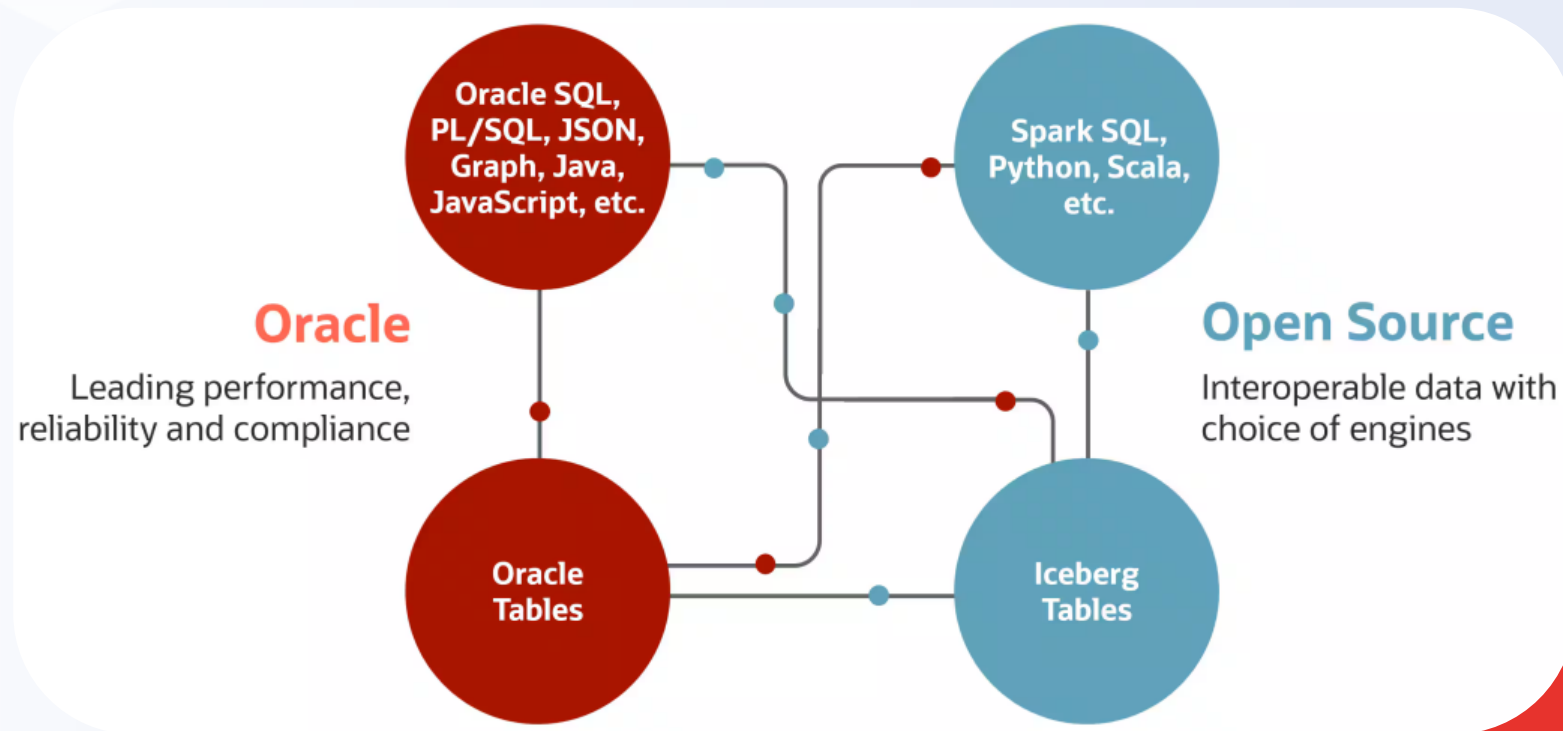 Oracle SQL,
PL/SQL, JSON,
Graph, Java,
JavaScript, etc.
Spark SQL,
Python, Scala,
etc.
Oracle
Leading performance,
reliability and compliance
Open Source
Interoperable data with
choice of engines
Oracle
Tables
Iceberg
Tables